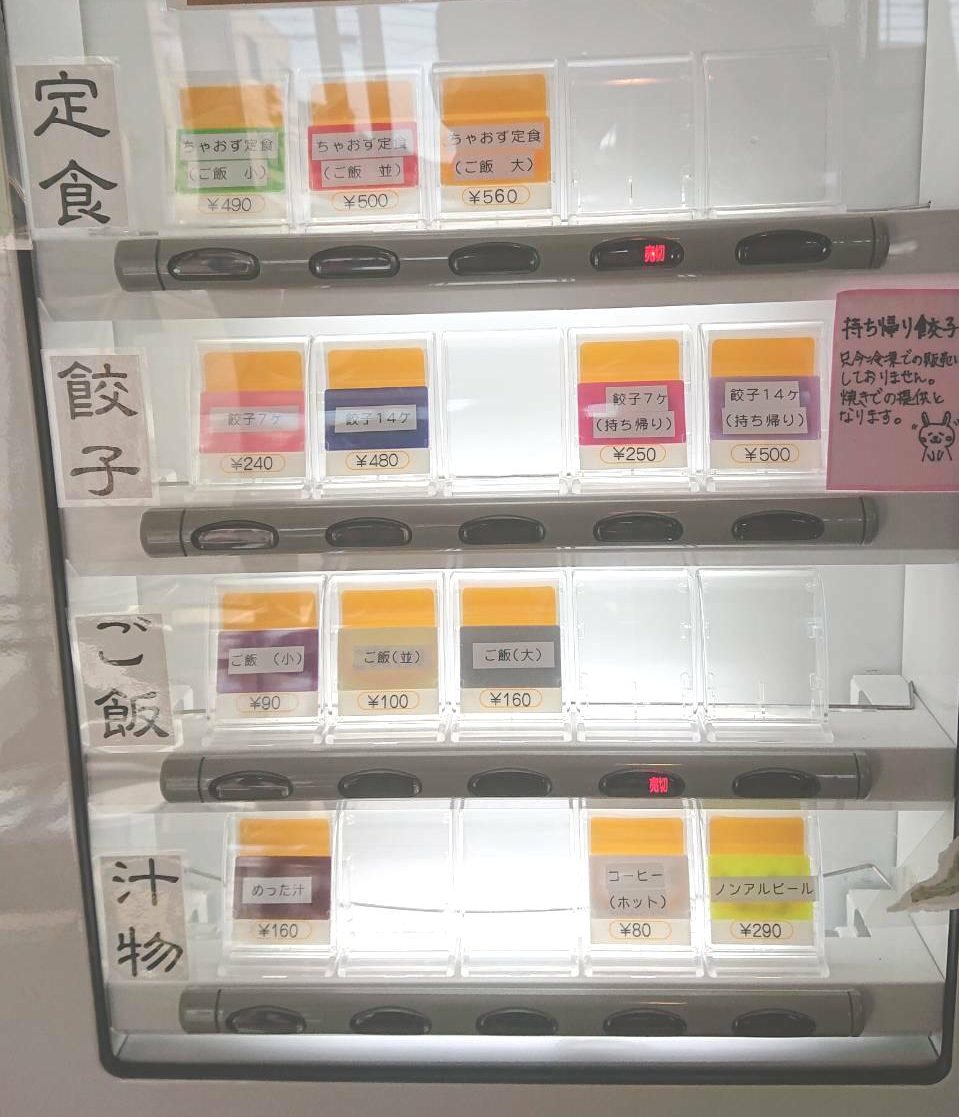 定食
ちゃおず定食
(ご飯 小)
¥490
ちゃおず定食
(ご飯 並)
¥500
ちゃおず定食
(ご飯 大)
¥560
売切
餃子
餃子7ヶ
¥240
餃子14ヶ
¥480
餃子7ヶ
(持ち帰り)
¥250
餃子14ヶ
(持ち帰り)
¥500
持ち帰り餃子
只今冷凍での販売い
しておりません。
焼きでの提供と
なります。
ご飯
ご飯 (小)
¥90
ご飯(並)
¥100
ご飯(大)
¥160
売切
汁物
めった汁
¥160
コーヒー
(ホット)
¥80
ノンアルビール
¥290